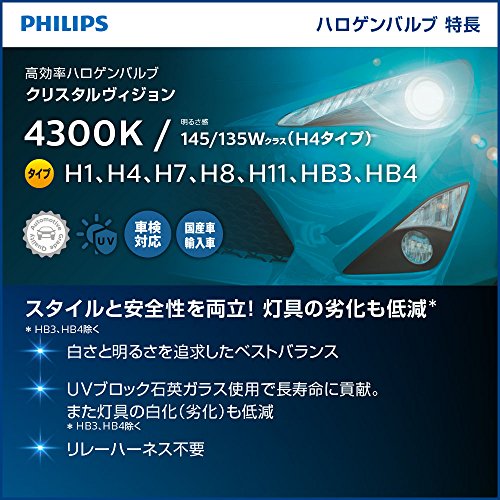 PHILIPS
ハロゲンバルブ 特長
高効率ハロゲンバルブ
クリスタルヴィジョン
4300K / 明るさ感 145/135Wクラス(H4タイプ)
タイプ H1、H4、H7、H8、H11、HB3、HB4
Automotive Grade Quality
UV
車検対応
国産車輸入車
スタイルと安全性を両立! 灯具の劣化も低減*
* HB3、HB4除く
白さと明るさを追求したベストバランス
UVブロック石英ガラス使用で長寿命に貢献。
また灯具の白化(劣化)も低減
* HB3、HB4除く
リレーハーネス不要